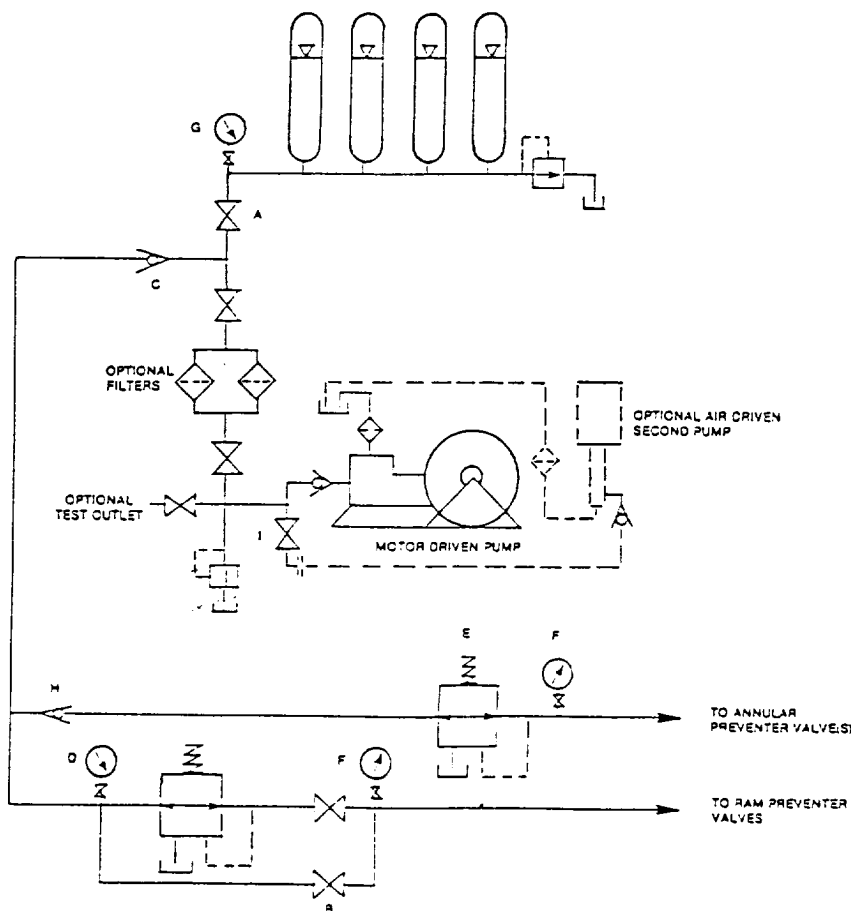 G
A
C
OPTIONAL
FILTERS
OPTIONAL AIR DRIVEN
SECOND PUMP
OPTIONAL
TEST OUTLET
I
MOTOR DRIVEN PUMP
E
F
H
TO ANNULAR
PREVENTER VALVE(S)
D
F
TO RAM PREVENTER
VALVES
B